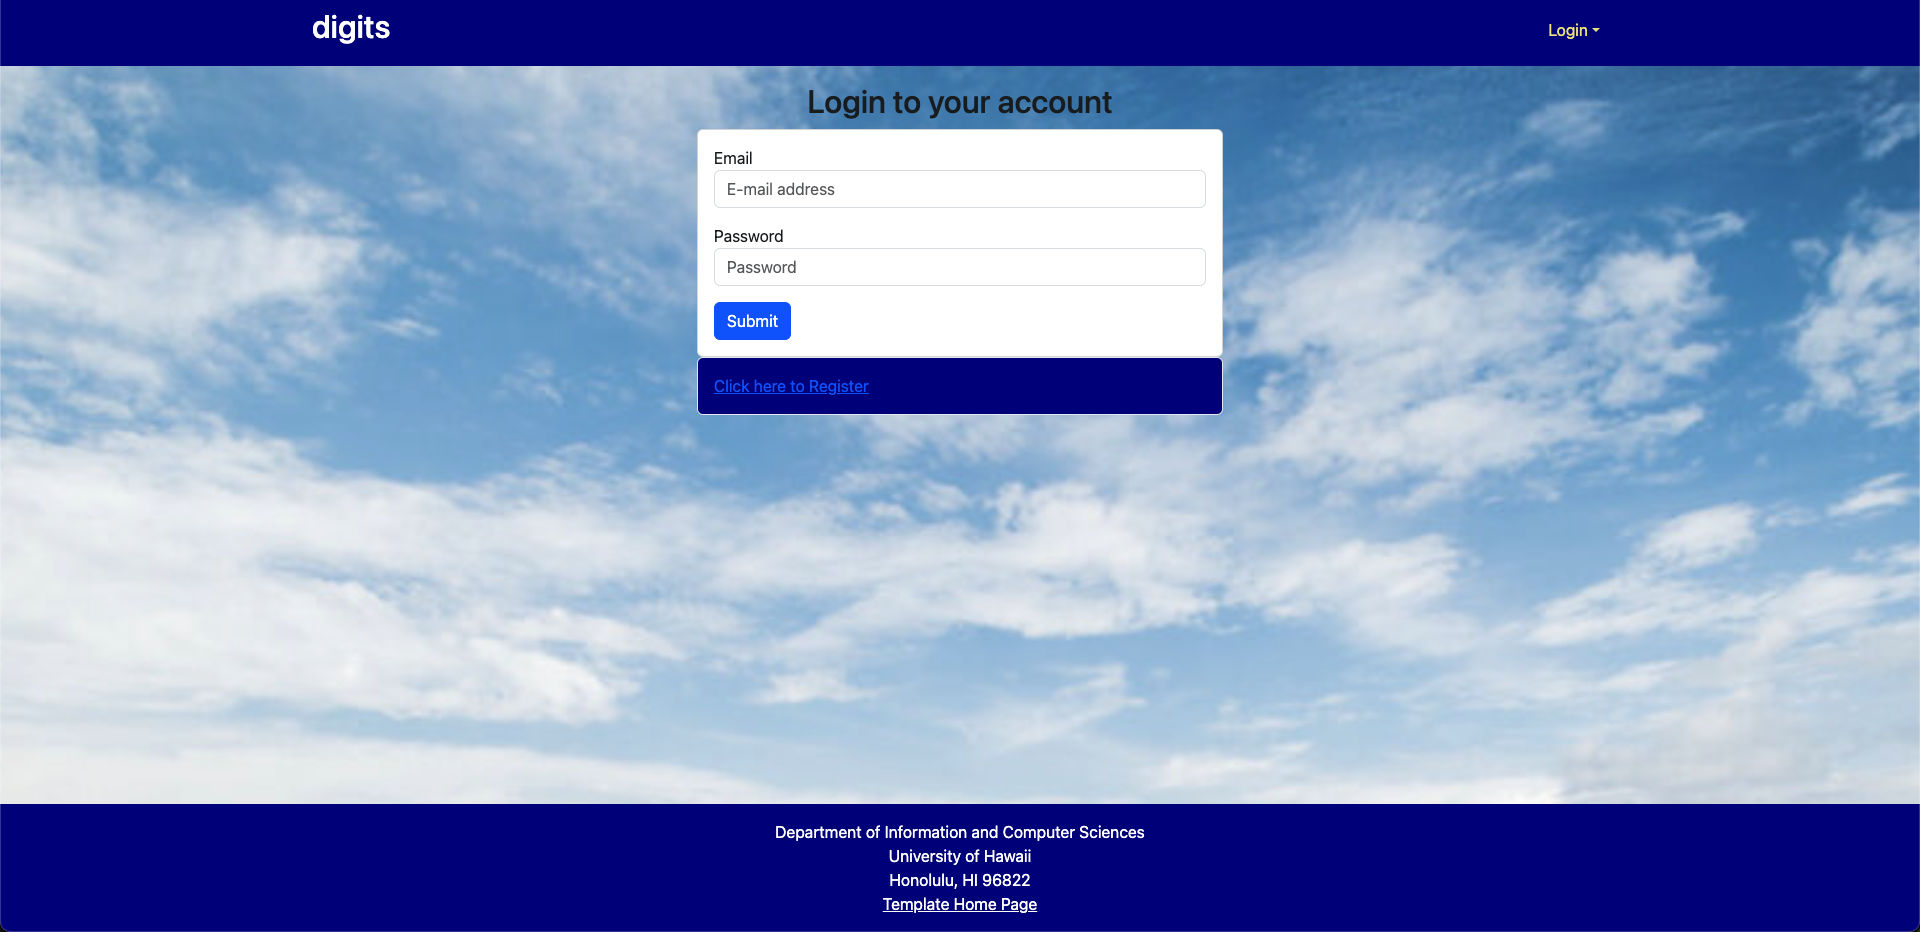 digits
Login
Login to your account
Email
E-mail address
Password
Password
Submit
Click here to Register
Department of Information and Computer Sciences
University of Hawaii
Honolulu, HI 96822
Template Home Page